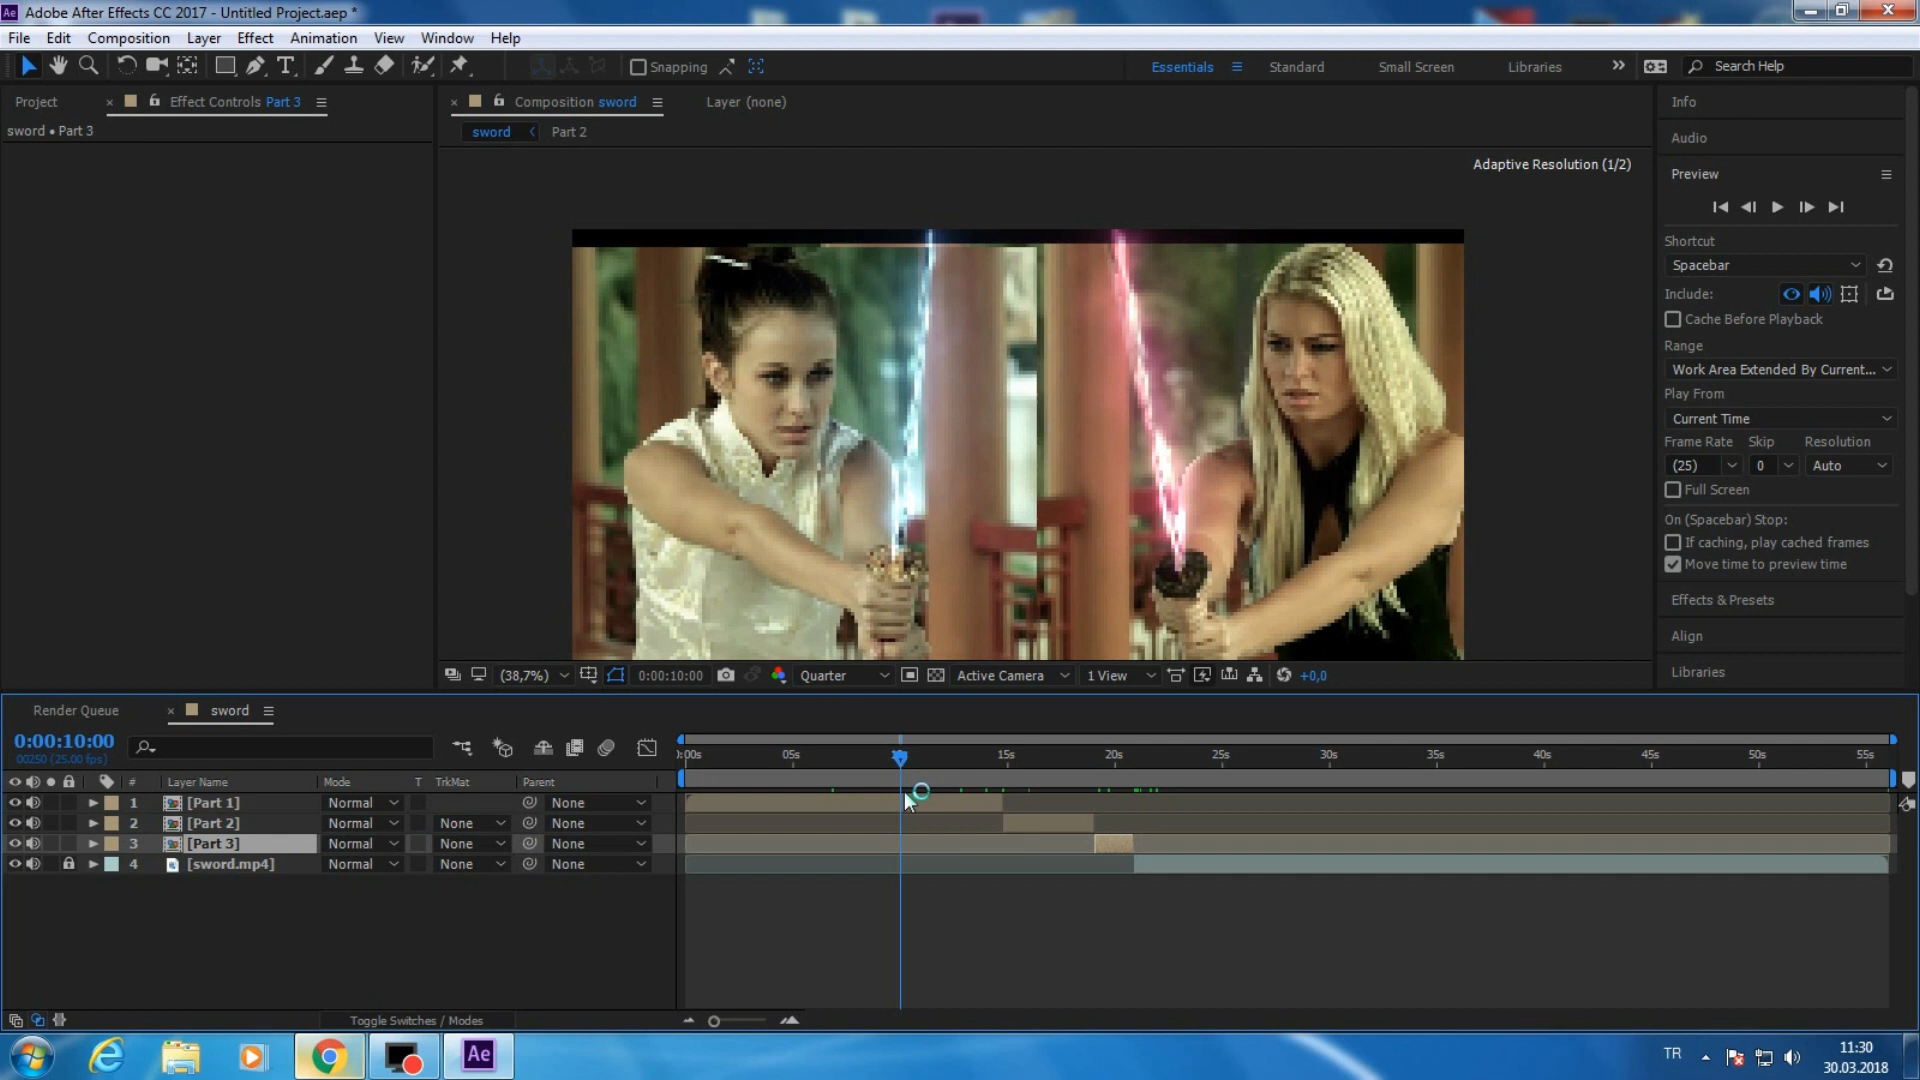 Adobe After Effects CC 2017 - Untitled Project.aep *
File Edit Composition Layer Effect Animation View Window Help
Snapping Essentials Standard Small Screen Libraries Search Help
Project Effect Controls Part 3
Composition sword Layer (none)
sword • Part 3
sword Part 2
Adaptive Resolution (1/2)
Info
Audio
Preview
Shortcut
Spacebar
Include:
Cache Before Playback
Range
Work Area Extended By Current...
Play From
Current Time
Frame Rate Skip Resolution
(25) 0 Auto
Full Screen
On (Spacebar) Stop:
If caching, play cached frames
Move time to preview time
Effects & Presets
Align
Libraries
(38,7%) 0:00:10:00 Quarter Active Camera 1 View +0,0
Render Queue sword
0:00:10:00
00250 (25.00 fps)
:00s 05s 15s 20s 25s 30s 35s 40s 45s 50s 55s
# Layer Name Mode T TrkMat Parent
1 [Part 1] Normal None
2 [Part 2] Normal None None
3 [Part 3] Normal None None
4 [sword.mp4] Normal None None
Toggle Switches / Modes
Ae
TR
11:30
30.03.2018